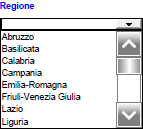 Regione
Abruzzo
Basilicata
Calabria
Campania
Emilia-Romagna
Friuli-Venezia Giulia
Lazio
Liguria